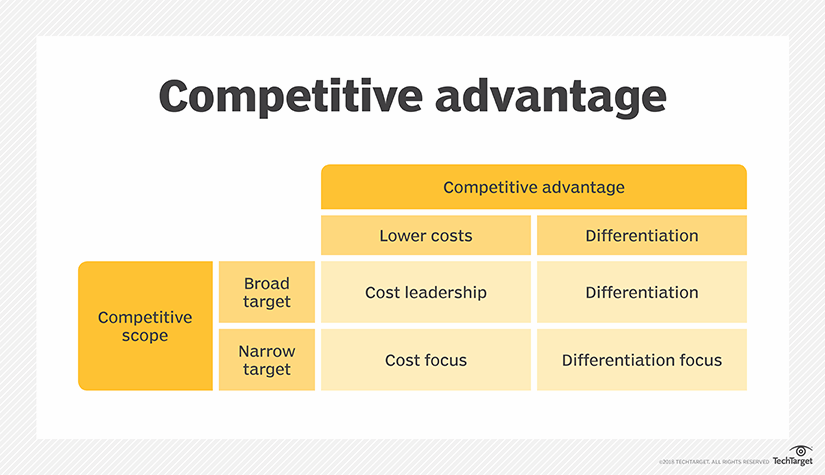 Competitive advantage
Competitive advantage
Lower costs
Differentiation
Competitive
scope
Broad
target
Cost leadership
Differentiation
Narrow
target
Cost focus
Differentiation focus
©2018 TECHTARGET. ALL RIGHTS RESERVED
TechTarget